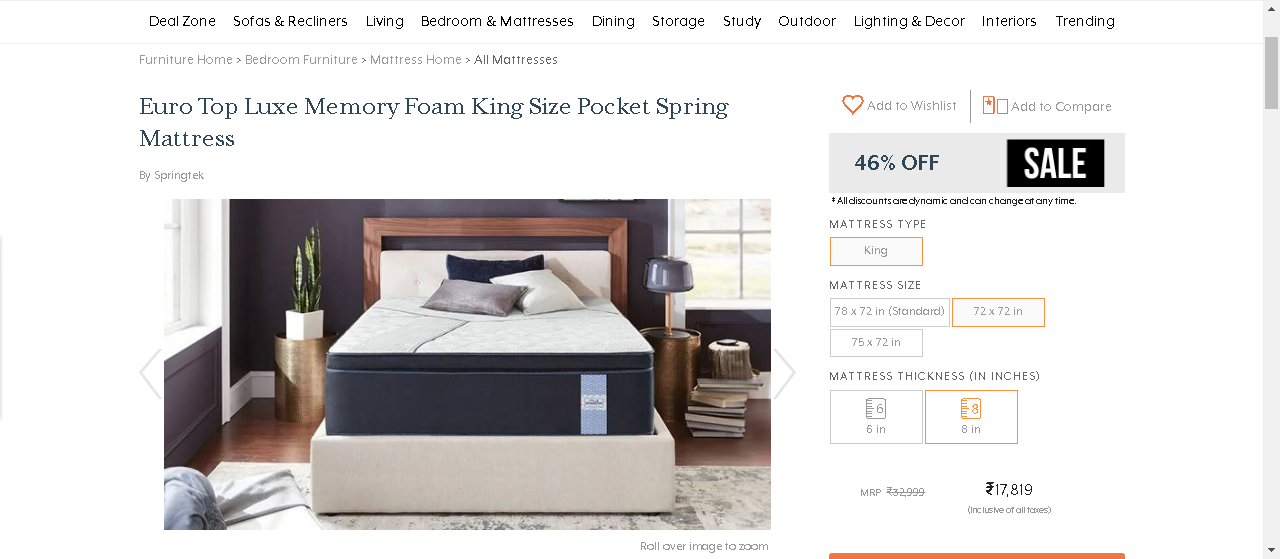 Deal Zone Sofas & Recliners Living Bedroom & Mattresses Dining Storage Study Outdoor Lighting & Decor Interiors Trending
Furniture Home > Bedroom Furniture > Mattress Home > All Mattresses
Euro Top Luxe Memory Foam King Size Pocket Spring
Mattress
By Springtek
Add to Wishlist
Add to Compare
46% OFF
SALE
* All discounts are dynamic and can change at any time.
MATTRESS TYPE
King
MATTRESS SIZE
78 x 72 in (Standard) 72 x 72 in
75 x 72 in
MATTRESS THICKNESS (IN INCHES)
6 8
6 in 8 in
MRP ₹32,999 ₹17,819
(Inclusive of all taxes)
Roll over image to zoom